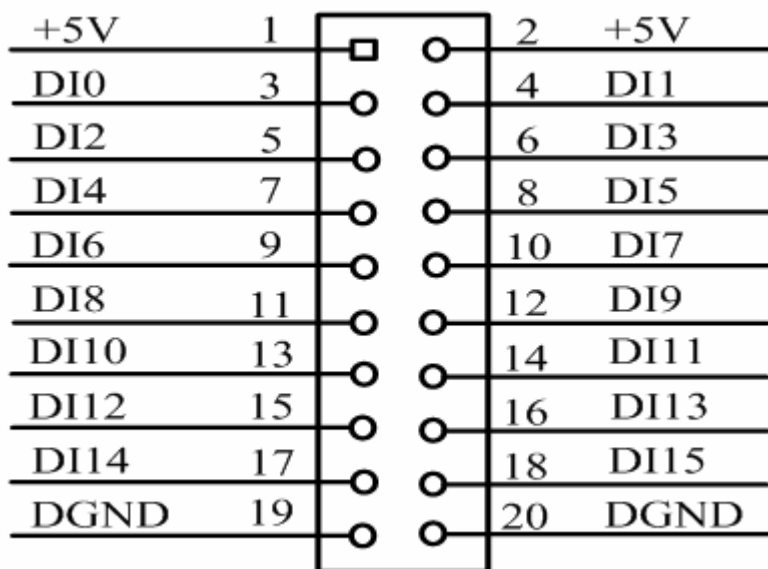 +5V 1 2 +5V
DI0 3 4 DI1
DI2 5 6 DI3
DI4 7 8 DI5
DI6 9 10 DI7
DI8 11 12 DI9
DI10 13 14 DI11
DI12 15 16 DI13
DI14 17 18 DI15
DGND 19 20 DGND